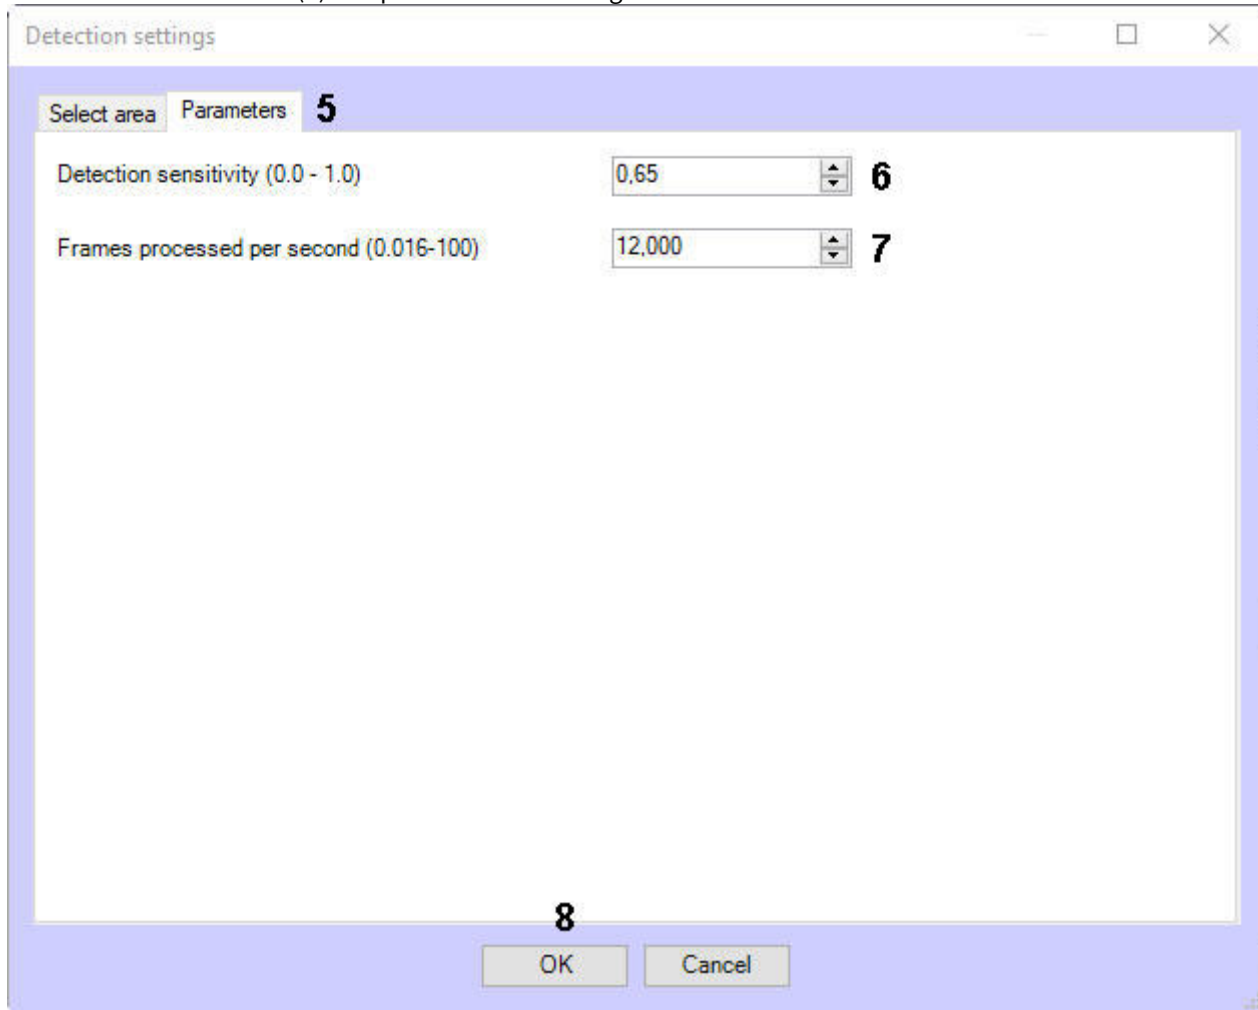 Detection settings
Select area Parameters 5
Detection sensitivity (0.0 - 1.0) 0,65 6
Frames processed per second (0.016-100) 12,000 7
8
OK Cancel